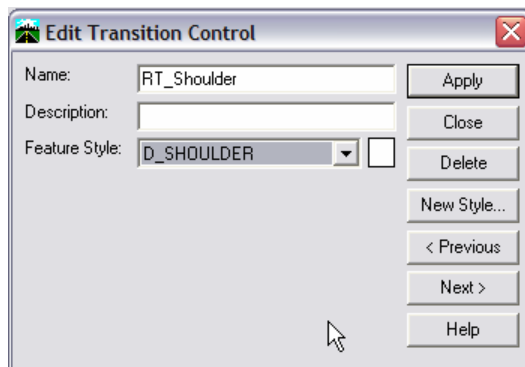 Edit Transition Control
Name: RT_Shoulder
Description:
Feature Style: D_SHOULDER
Apply
Close
Delete
New Style...
< Previous
Next >
Help